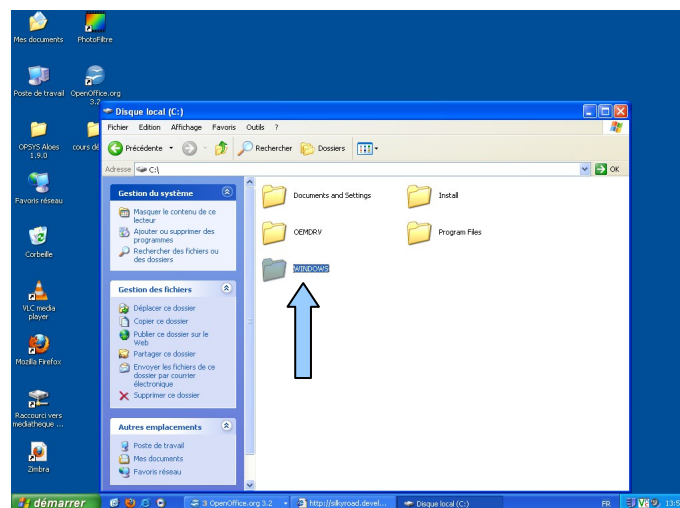 Mes documents
PhotoFiltre
Poste de travail
OpenOffice.org
3.2
OPSYS Aloes
1.9.0
cours dé
Favoris réseau
Corbeille
VLC media
player
Mozilla Firefox
Raccourci vers
mediatheque ...
Zimbra
Disque local (C:)
Fichier Edition Affichage Favoris Outils ?
Précédente
Rechercher
Dossiers
Adresse C:\
OK
Gestion du système
Masquer le contenu de ce
lecteur
Ajouter ou supprimer des
programmes
Rechercher des fichiers ou
des dossiers
Gestion des fichiers
Déplacer ce dossier
Copier ce dossier
Publier ce dossier sur le
Web
Partager ce dossier
Envoyer les fichiers de ce
dossier par courrier
électronique
Supprimer ce dossier
Autres emplacements
Poste de travail
Mes documents
Favoris réseau
Documents and Settings
Install
OEMDRV
Program Files
WINDOWS
démarrer
3 OpenOffice.org 3.2
http://silkyroad.devel...
Disque local (C:)
FR
13:5